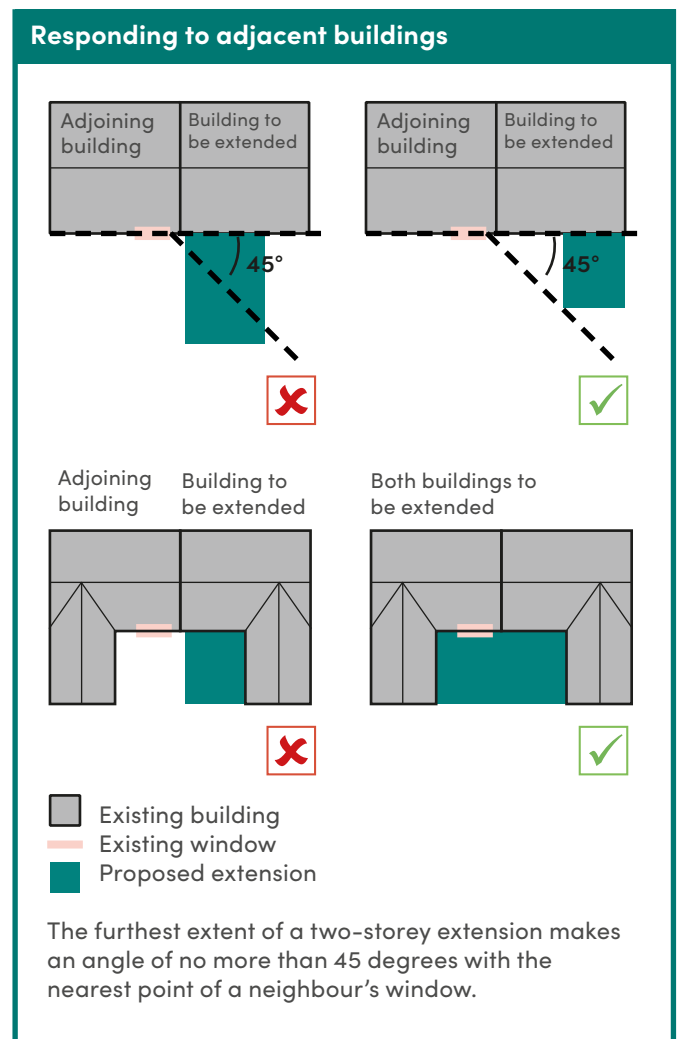 Responding to adjacent buildings
Adjoining
building
Building to
be extended
45°
Adjoining
building
Building to
be extended
45°
Adjoining
building
Building to
be extended
Both buildings to
be extended
Existing building
Existing window
Proposed extension
The furthest extent of a two-storey extension makes
an angle of no more than 45 degrees with the
nearest point of a neighbour’s window.